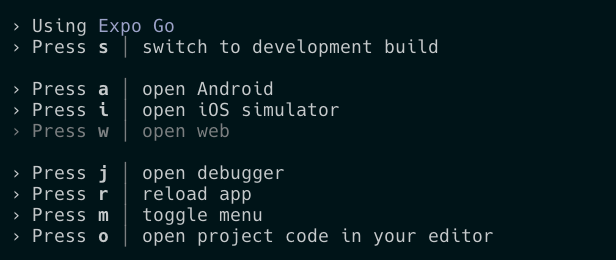 › Using Expo Go
› Press s │ switch to development build
› Press a │ open Android
› Press i │ open iOS simulator
› Press w │ open web
› Press j │ open debugger
› Press r │ reload app
› Press m │ toggle menu
› Press o │ open project code in your editor